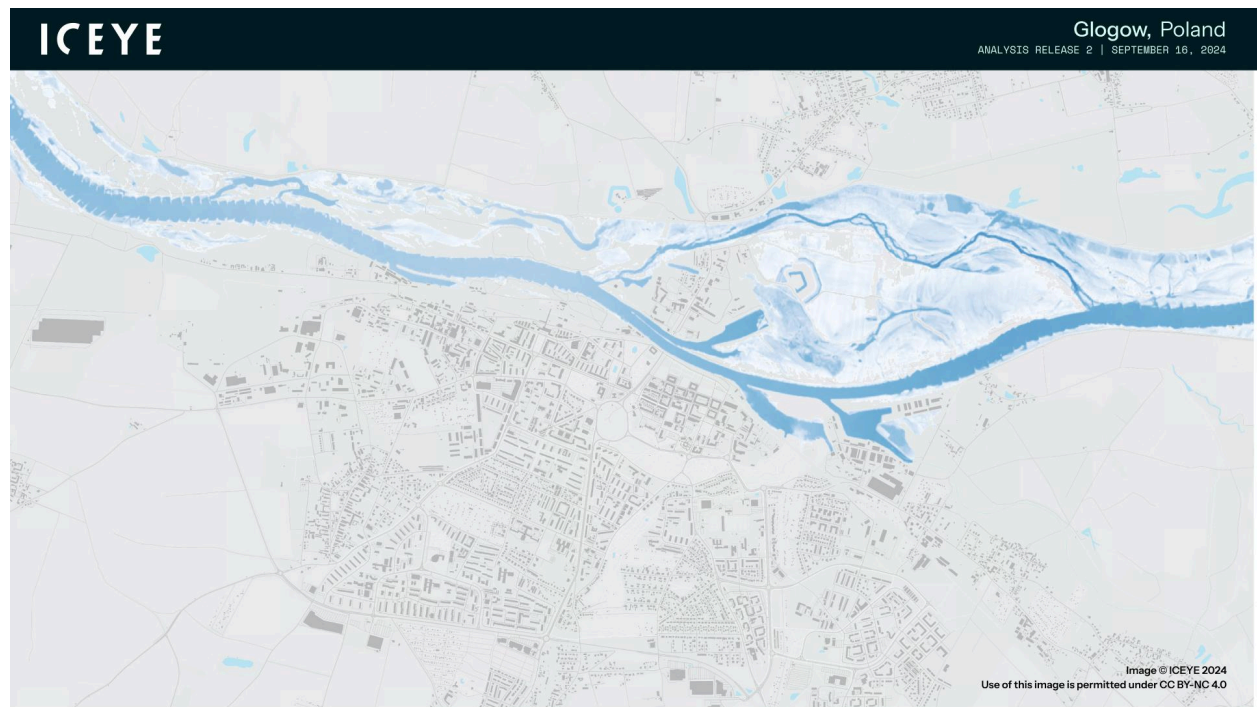 ICEYE
Glogow, Poland
ANALYSIS RELEASE 2 | SEPTEMBER 16, 2024
Image © ICEYE 2024
Use of this image is permitted under CC BY-NC 4.0